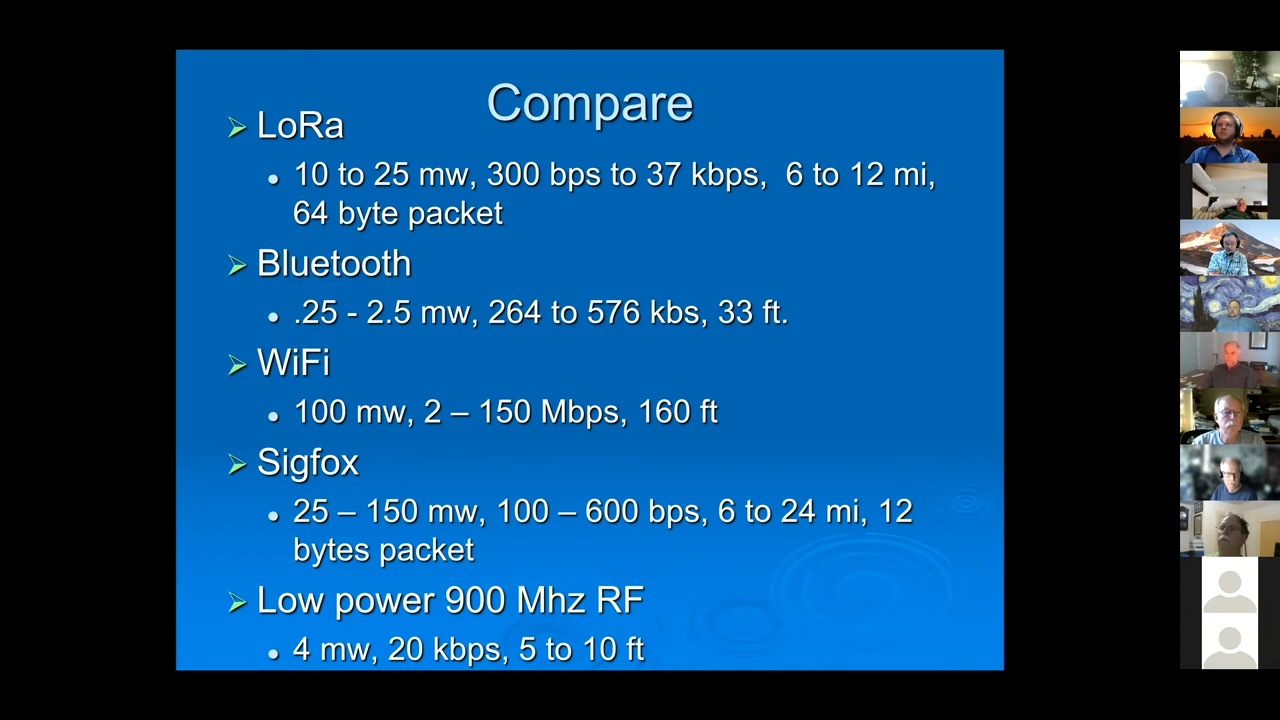 Compare
LoRa
10 to 25 mw, 300 bps to 37 kbps, 6 to 12 mi,
64 byte packet
Bluetooth
.25 - 2.5 mw, 264 to 576 kbs, 33 ft.
WiFi
100 mw, 2 – 150 Mbps, 160 ft
Sigfox
25 – 150 mw, 100 – 600 bps, 6 to 24 mi, 12
bytes packet
Low power 900 Mhz RF
4 mw, 20 kbps, 5 to 10 ft